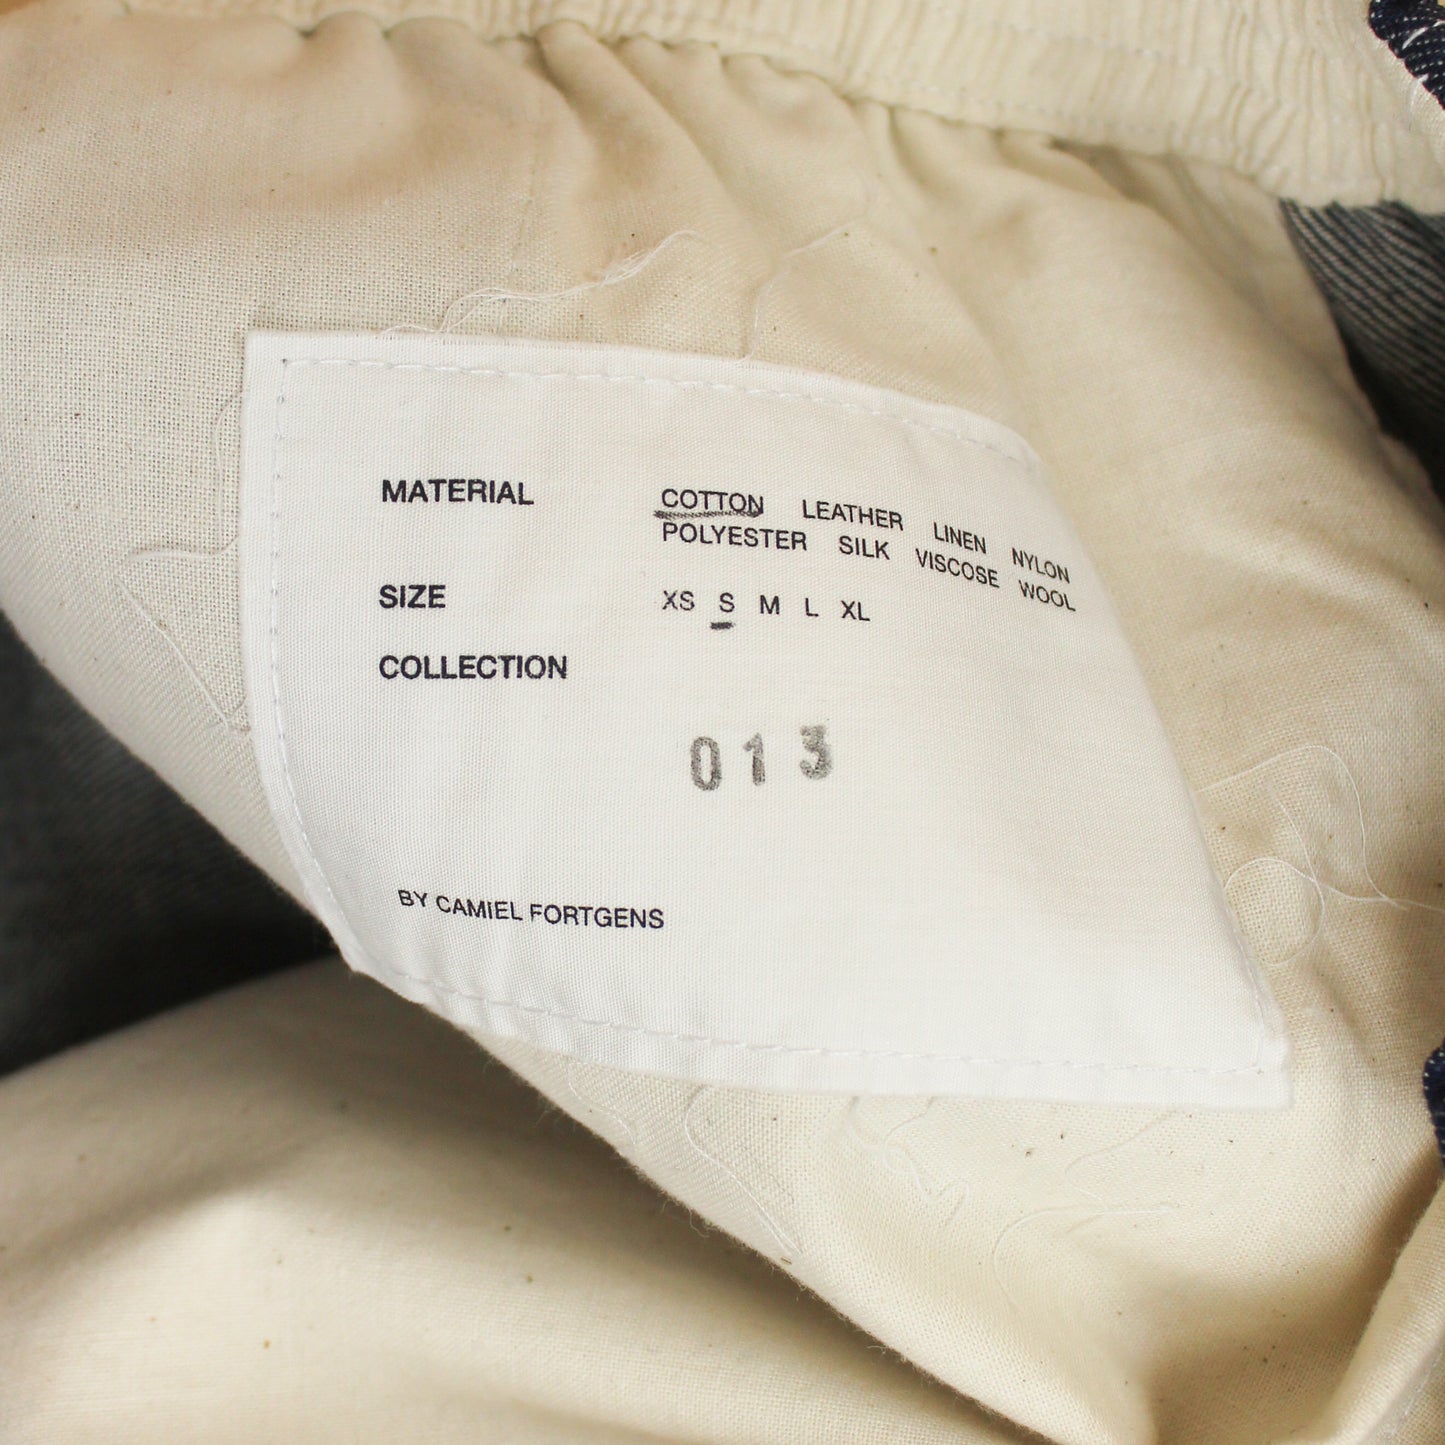 MATERIAL COTTON LEATHER LINEN NYLON
POLYESTER SILK VISCOSE WOOL
SIZE XS S M L XL
COLLECTION
013
BY CAMIEL FORTGENS